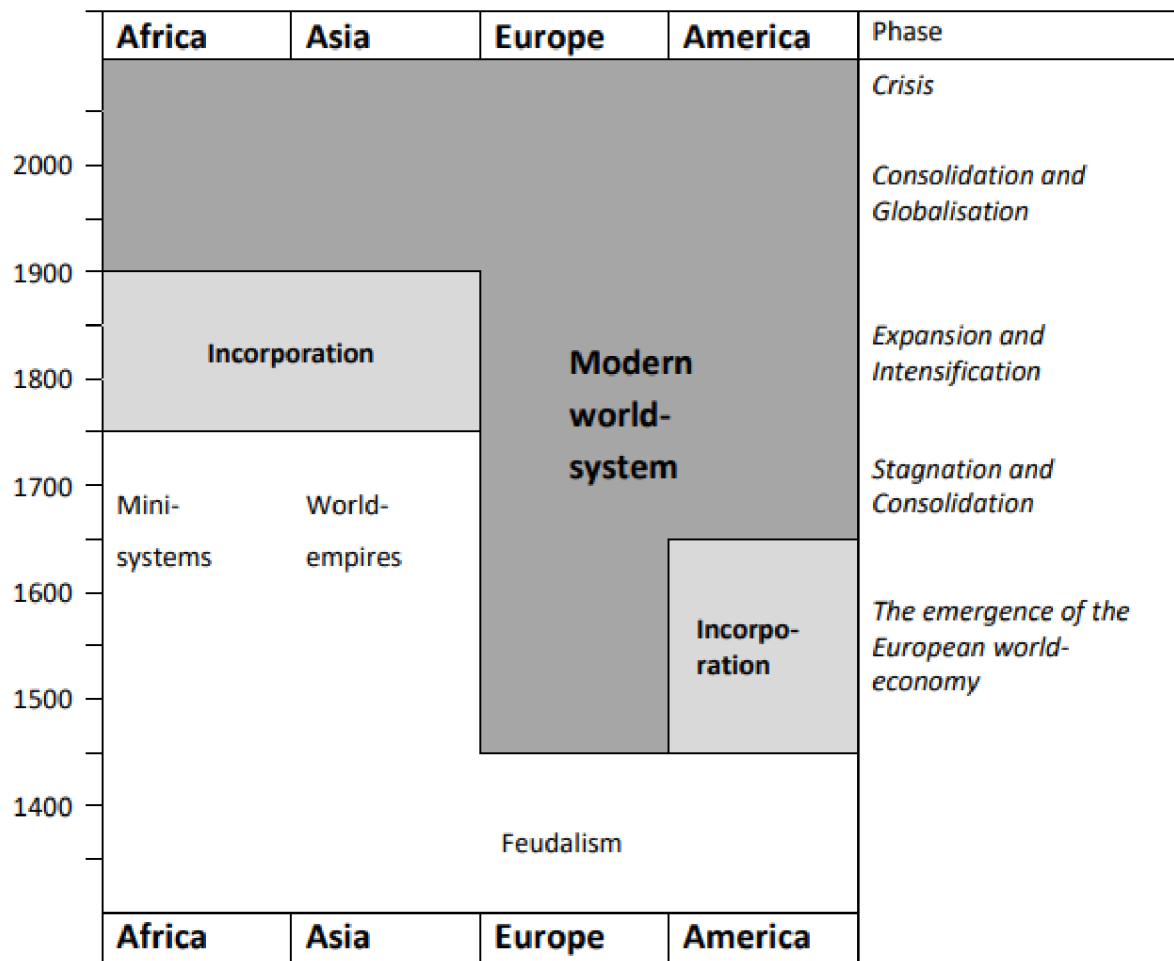 Africa Asia Europe America Phase
Crisis
2000
Consolidation and
Globalisation
1900
Expansion and
Intensification
Incorporation
Modern
world-
system
1800
Stagnation and
Consolidation
1700
Mini-
systems
World-
empires
1600
The emergence of the
European world-
economy
Incorpo-
ration
1500
1400
Feudalism
Africa Asia Europe America